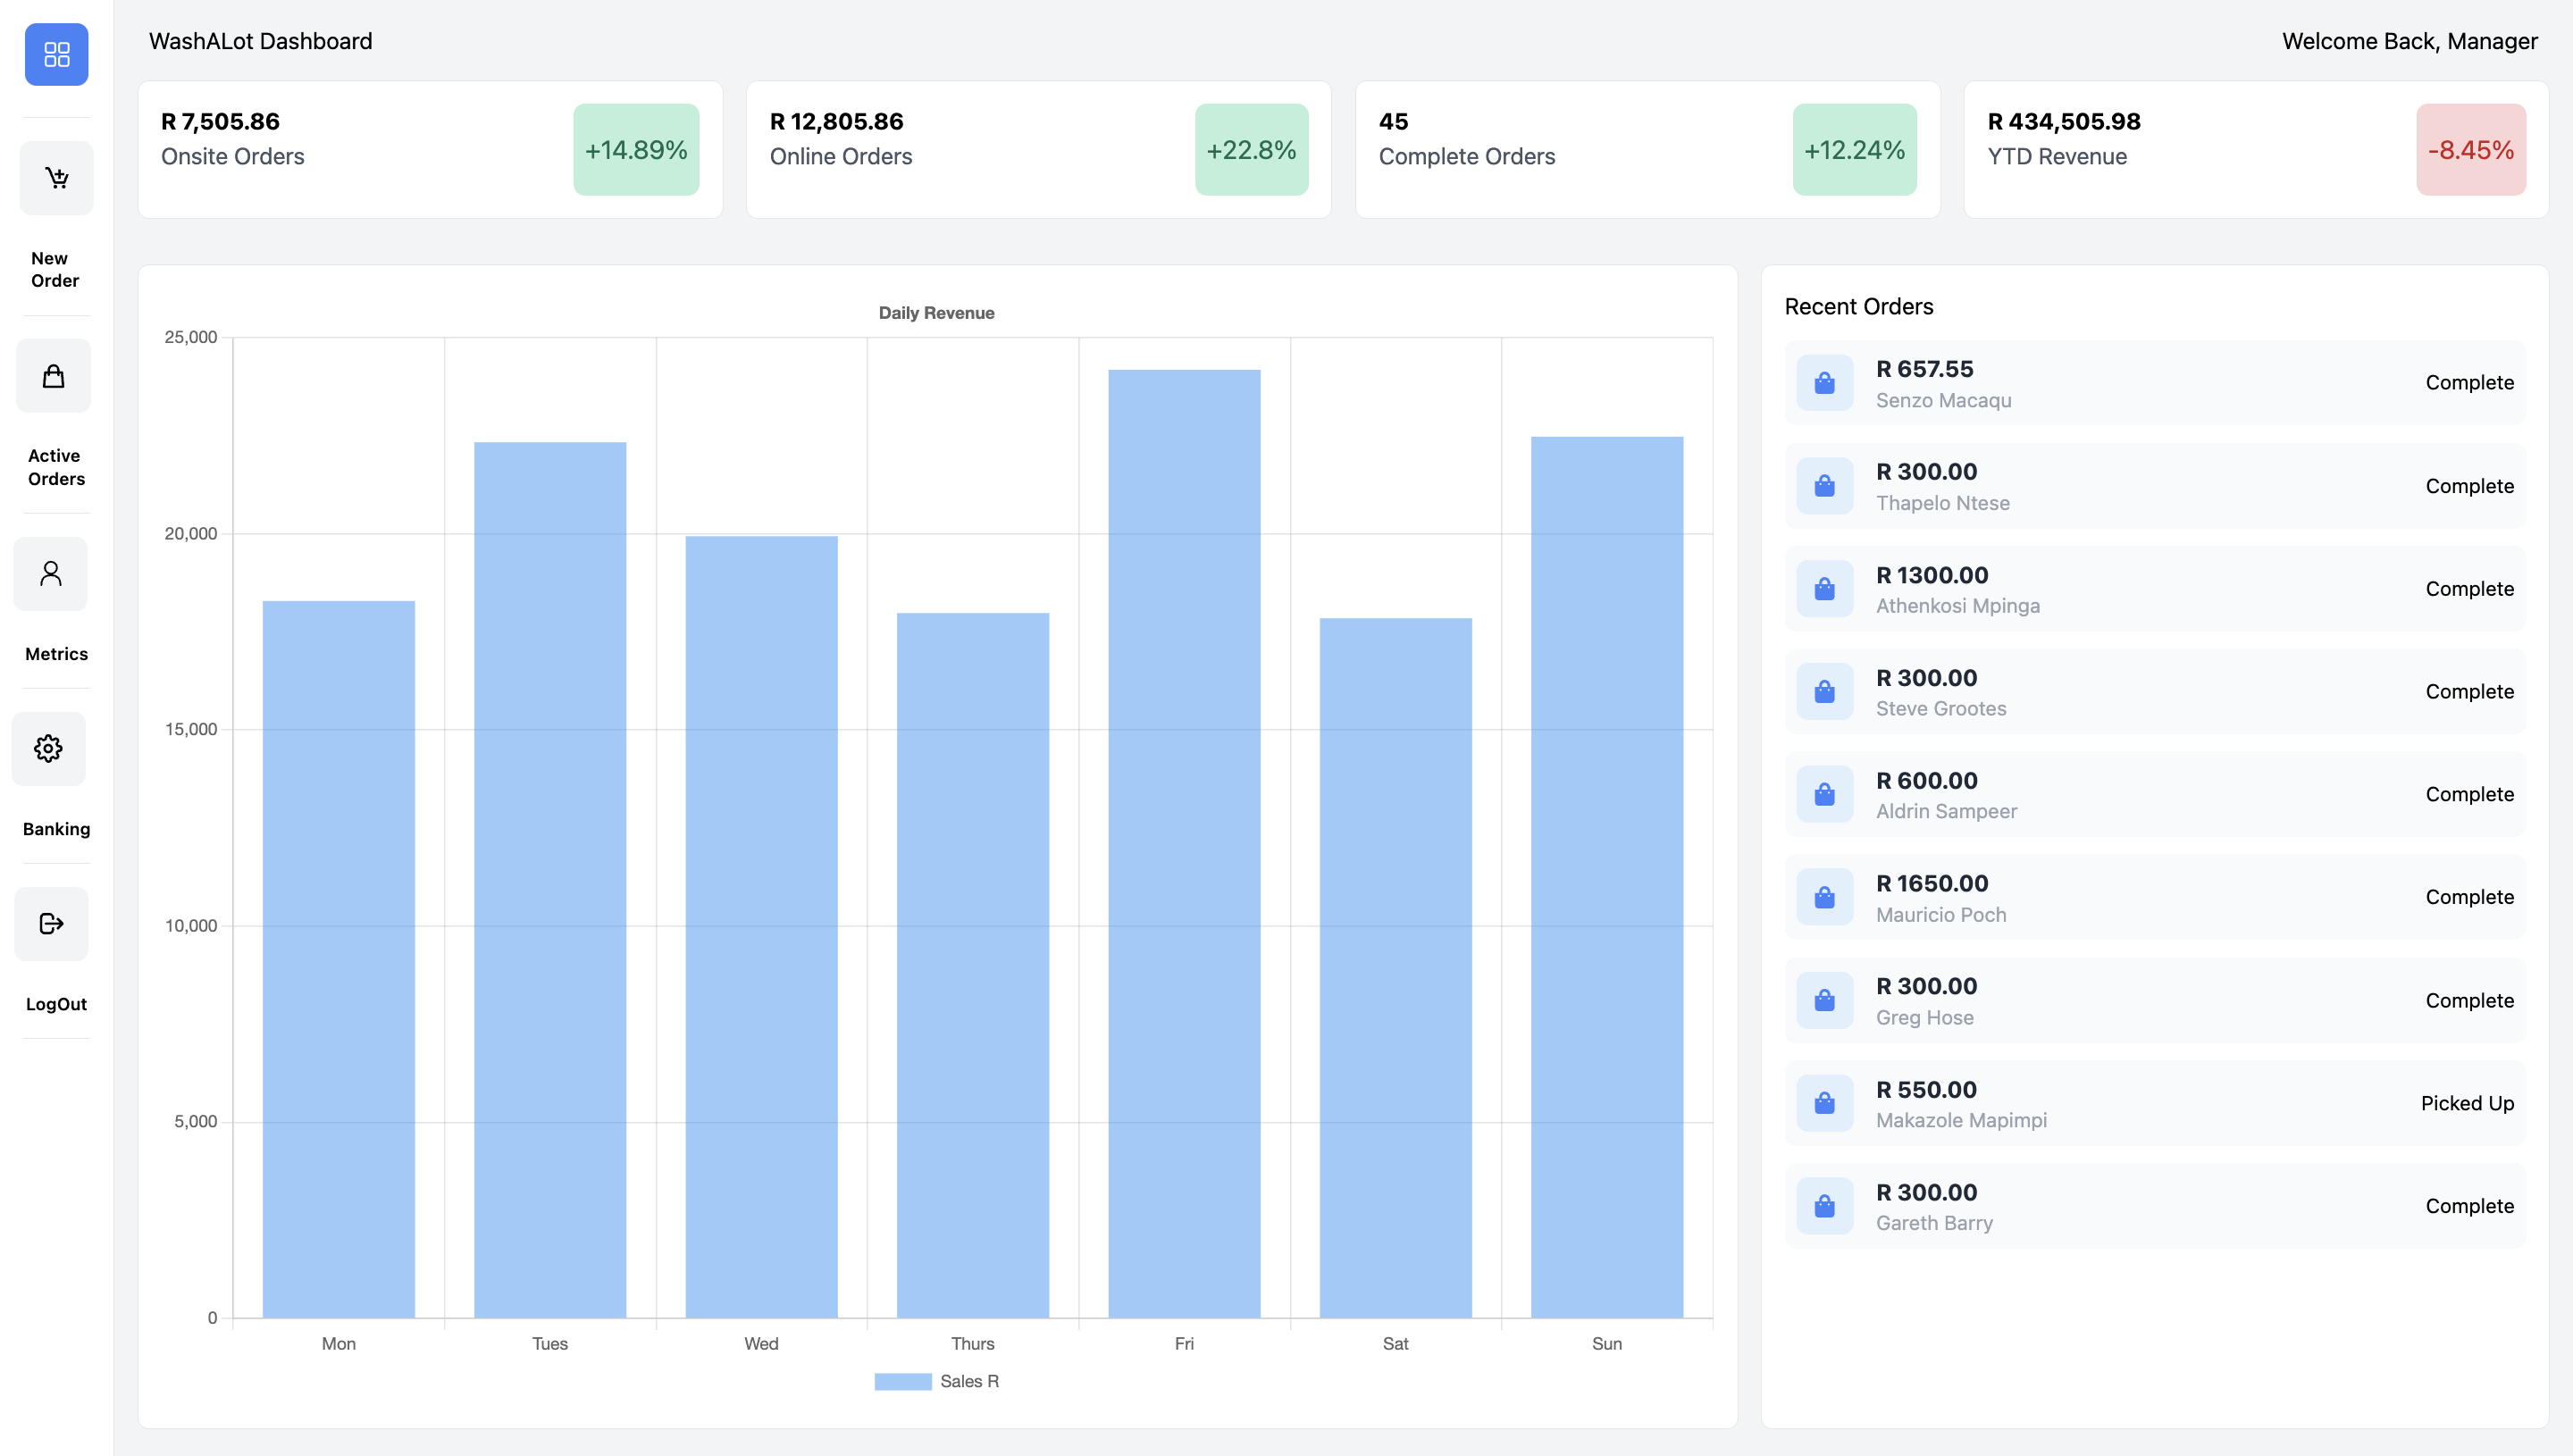 WashALot Dashboard
Welcome Back, Manager
New
Order
Active
Orders
Metrics
Banking
LogOut
R 7,505.86
Onsite Orders
+14.89%
R 12,805.86
Online Orders
+22.8%
45
Complete Orders
+12.24%
R 434,505.98
YTD Revenue
-8.45%
Daily Revenue
25,000
20,000
15,000
10,000
5,000
0
Mon Tues Wed Thurs Fri Sat Sun
Sales R
Recent Orders
R 657.55
Senzo Macaqu
Complete
R 300.00
Thapelo Ntese
Complete
R 1300.00
Athenkosi Mpinga
Complete
R 300.00
Steve Grootes
Complete
R 600.00
Aldrin Sampeer
Complete
R 1650.00
Mauricio Poch
Complete
R 300.00
Greg Hose
Complete
R 550.00
Makazole Mapimpi
Picked Up
R 300.00
Gareth Barry
Complete